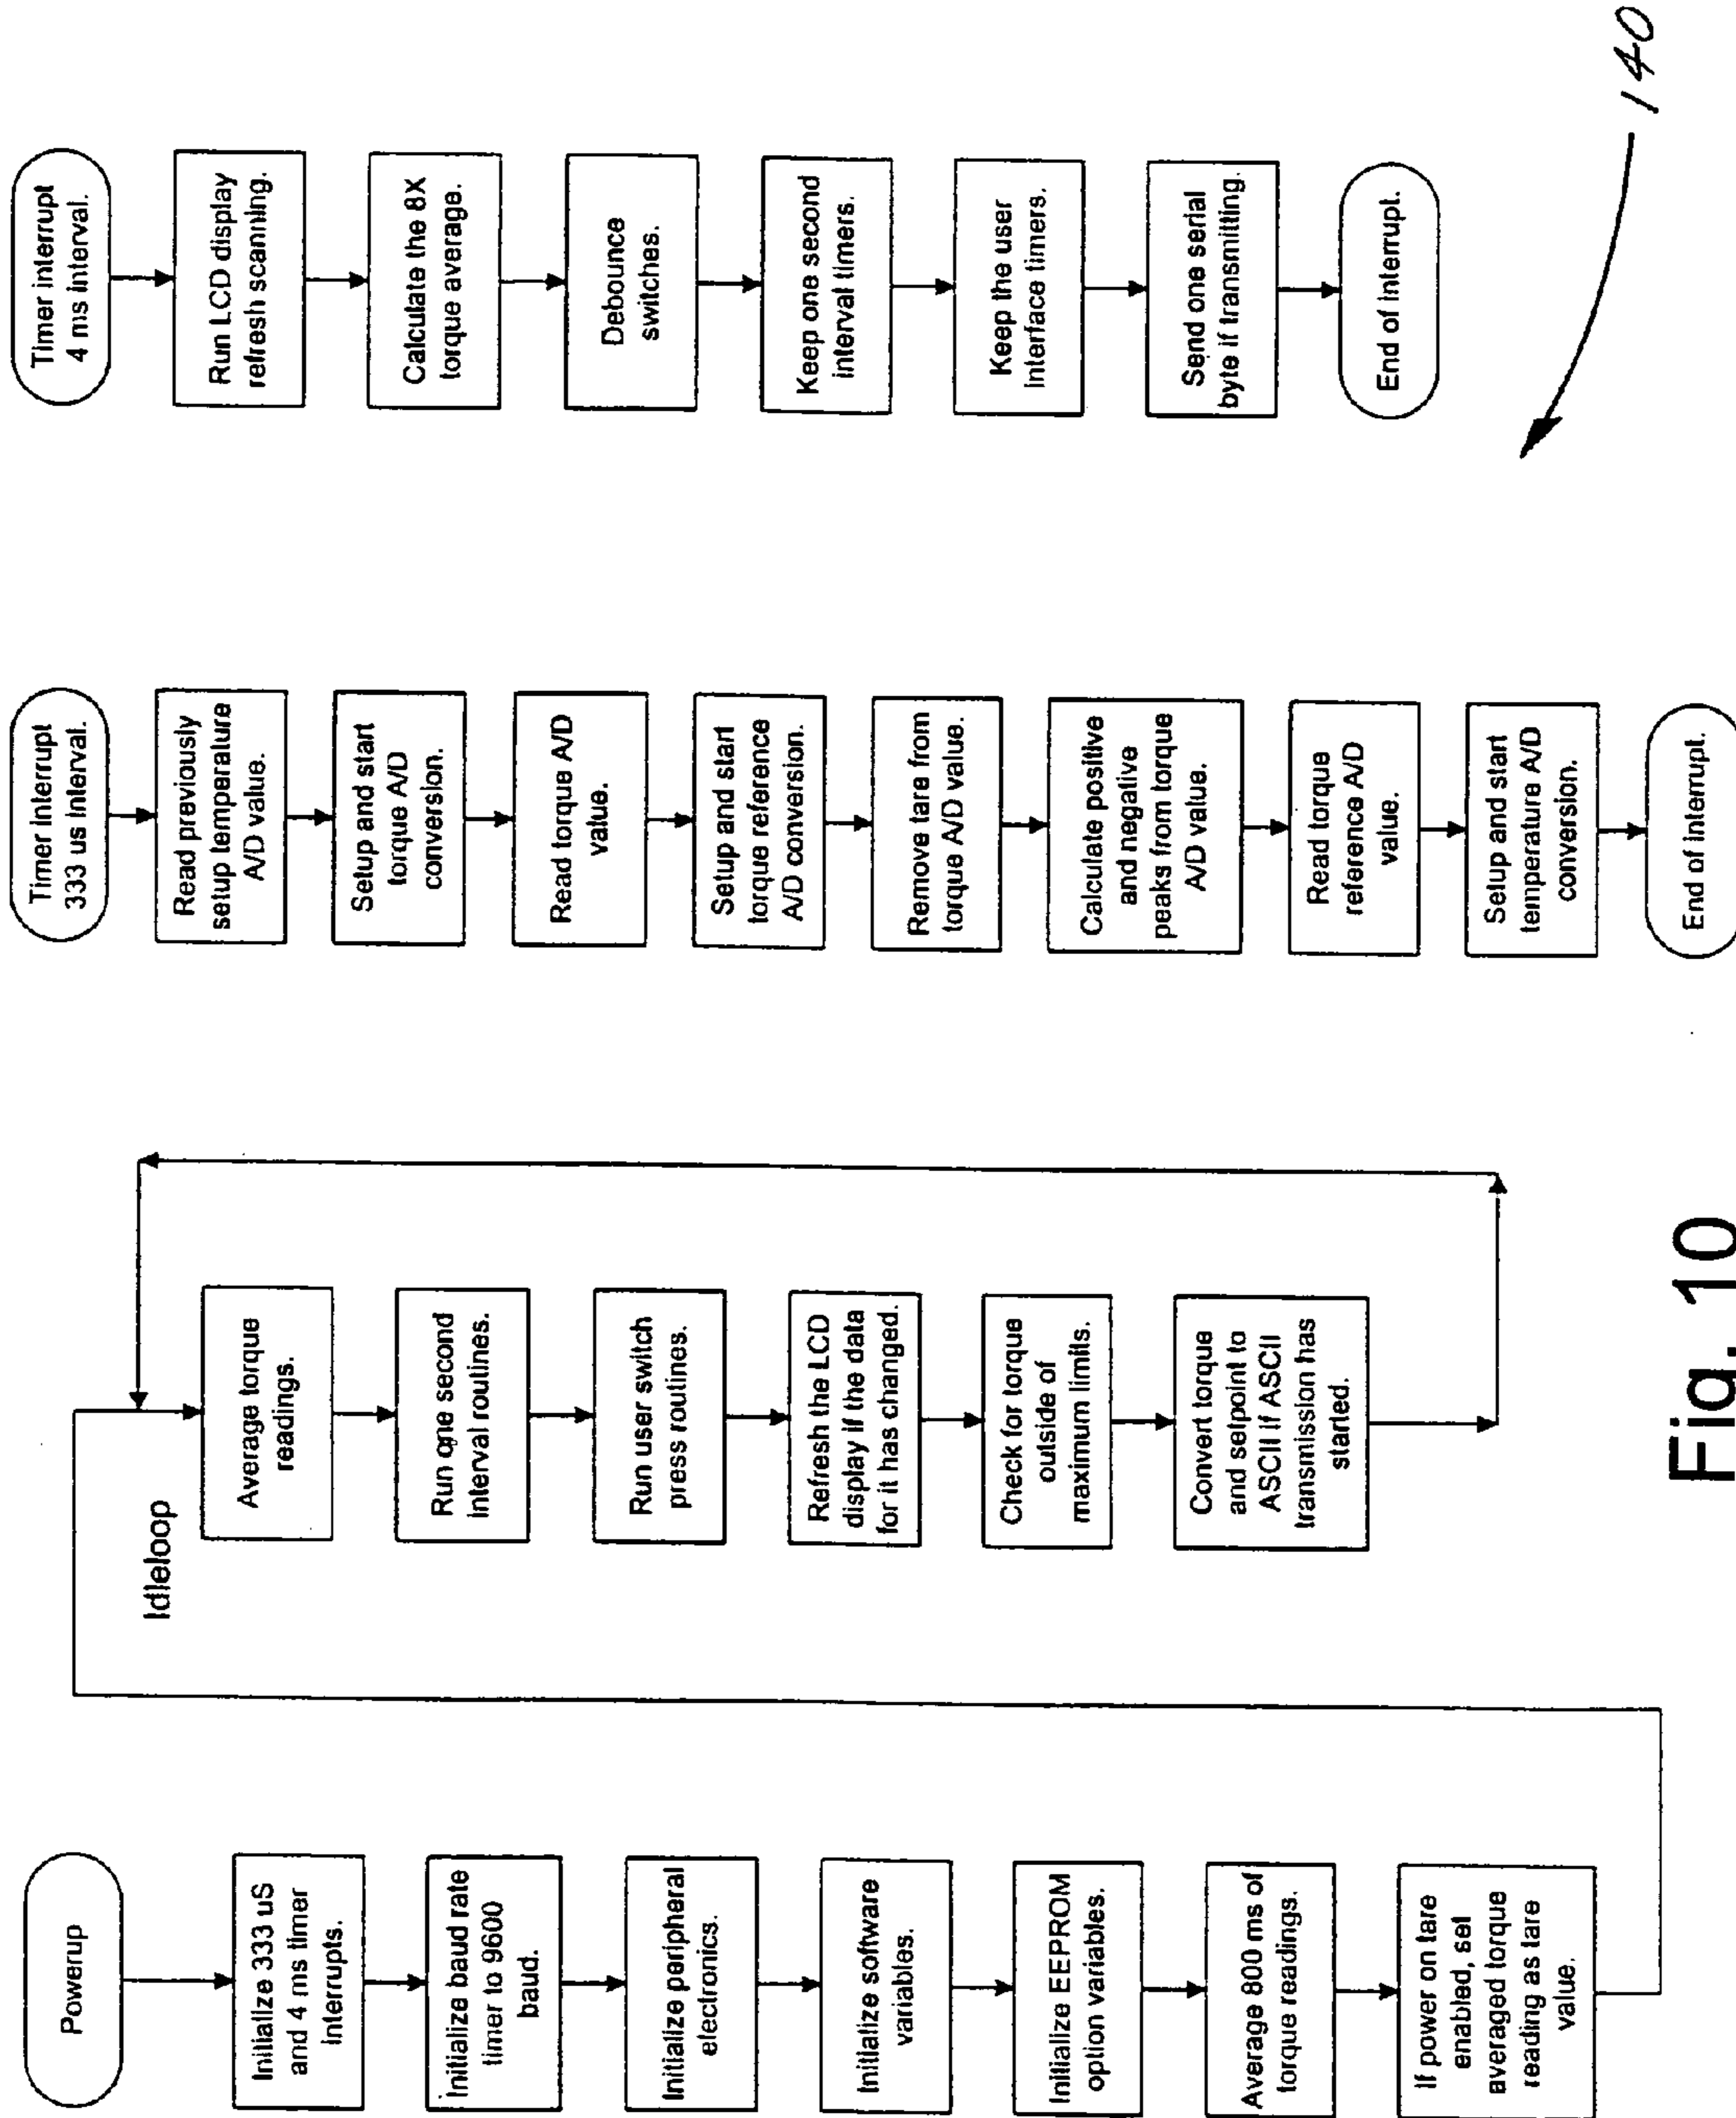 Powerup
Initialize 333 uS
and 4 ms timer
interrupts.
Initialize baud rate
timer to 9600
baud.
Initialize peripheral
electronics.
Initialize software
variables.
Initialize EEPROM
option variables.
Average 800 ms of
torque readings.
If power on tare
enabled, set
averaged torque
reading as tare
value.
Idleloop
Average torque
readings.
Run one second
interval routines.
Run user switch
press routines.
Refresh the LCD
display if the data
for it has changed.
Check for torque
outside of
maximum limits.
Convert torque
and setpoint to
ASCII if ASCII
transmission has
started.
Timer interrupt
333 us interval.
Read previously
setup temperature
A/D value.
Setup and start
torque A/D
conversion.
Read torque A/D
value.
Setup and start
torque reference
A/D conversion.
Remove tare from
torque A/D value.
Calculate positive
and negative
peaks from torque
A/D value.
Read torque
reference A/D
value.
Setup and start
temperature A/D
conversion.
End of interrupt.
Timer interrupt
4 ms interval.
Run LCD display
refresh scanning.
Calculate the 8X
torque average.
Debounce
switches.
Keep one second
interval timers.
Keep the user
interface timers.
Send one serial
byte if transmitting.
End of interrupt.
140
Fig. 10